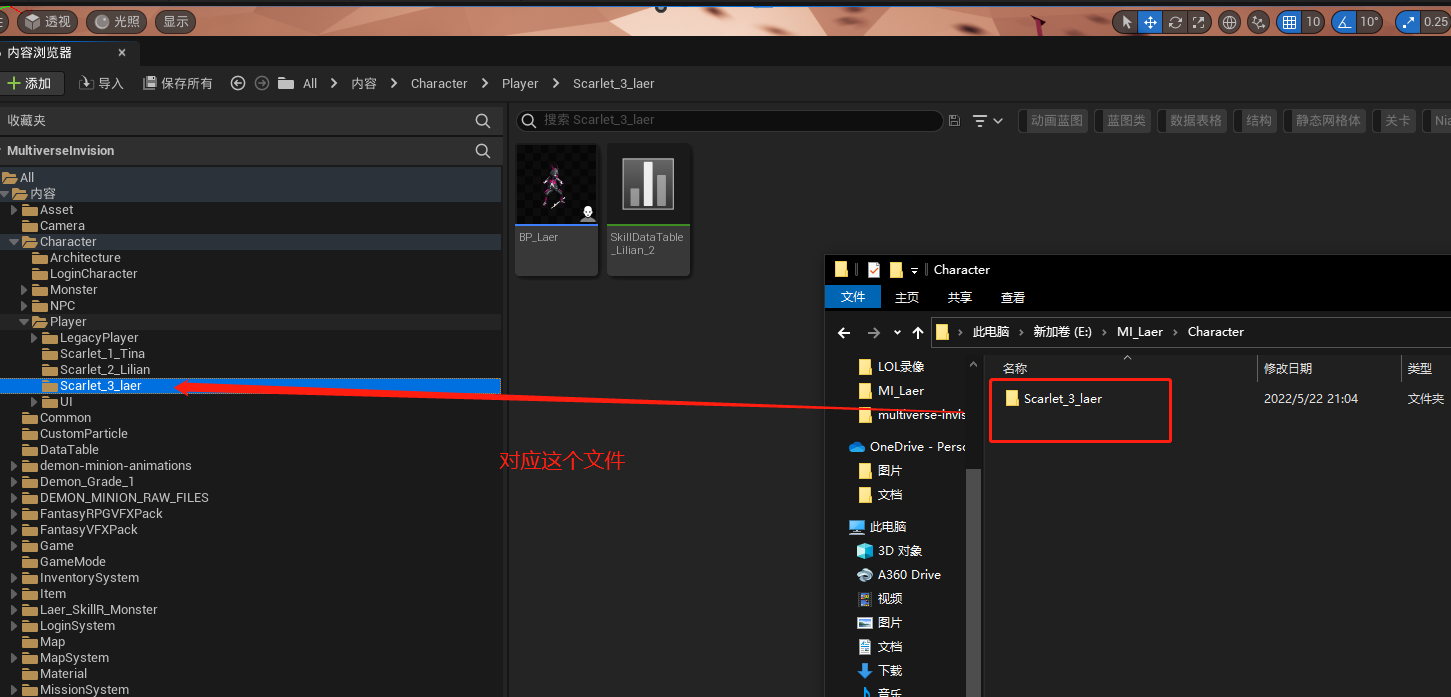 透视
光照
显示
10
10°
0.25
内容浏览器
添加
导入
保存所有
All
内容
Character
Player
Scarlet_3_laer
收藏夹
搜索 Scarlet_3_laer
动画蓝图
蓝图类
数据表格
结构
静态网格体
关卡
Nia
MultiverseInvision
All
内容
Asset
Camera
Character
Architecture
LoginCharacter
Monster
NPC
Player
LegacyPlayer
Scarlet_1_Tina
Scarlet_2_Lilian
Scarlet_3_laer
UI
Common
CustomParticle
DataTable
demon-minion-animations
Demon_Grade_1
DEMON_MINION_RAW_FILES
FantasyRPGVFXPack
FantasyVFXPack
Game
GameMode
InventorySystem
Item
Laer_SkillR_Monster
LoginSystem
Map
MapSystem
Material
MissionSystem
BP_Laer
SkillDataTable
_Lilian_2
对应这个文件
Character
文件
主页
共享
查看
此电脑
新加卷 (E:)
MI_Laer
Character
LOL录像
MI_Laer
multiverse-invis
OneDrive - Perso
图片
文档
此电脑
3D 对象
A360 Drive
视频
图片
文档
下载
音乐
名称
修改日期
类型
Scarlet_3_laer
2022/5/22 21:04
文件夹